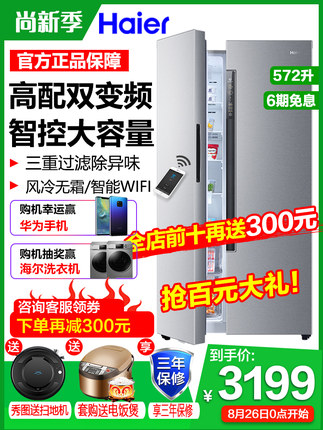 尚新季
Haier
官方正品保障
高配双变频
智控大容量
三重过滤除异味
风冷无霜/智能WIFI
572升
6期免息
购机幸运赢
华为手机
购机抽奖赢
海尔洗衣机
全店前十再送300元
抢百元大礼!
咨询客服领券
下单再减300元
送
送
享
三年
保修
秀图送扫地机
套购送电饭煲
享三年保修
到手价:
¥3199
8月26日0点开始